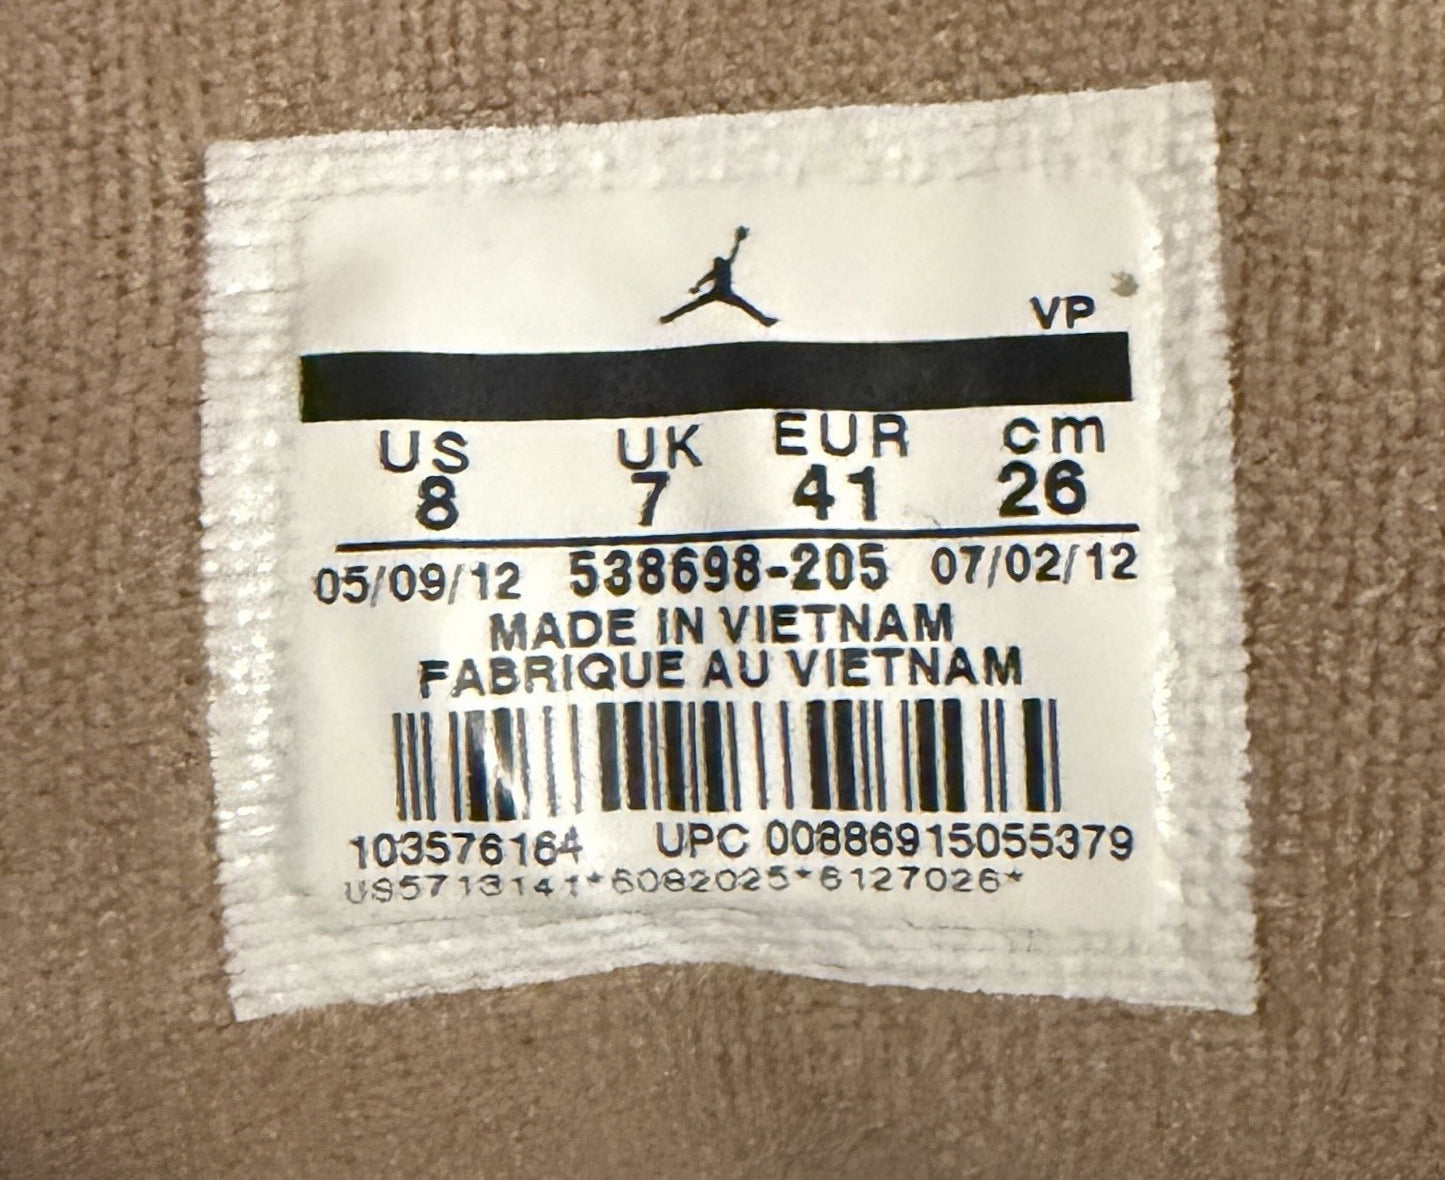 VP
US UK EUR cm
8 7 41 26
05/09/12 538698-205 07/02/12
MADE IN VIETNAM
FABRIQUE AU VIETNAM
103576164 UPC 00886915055379
US5713141*6082025*6127026*